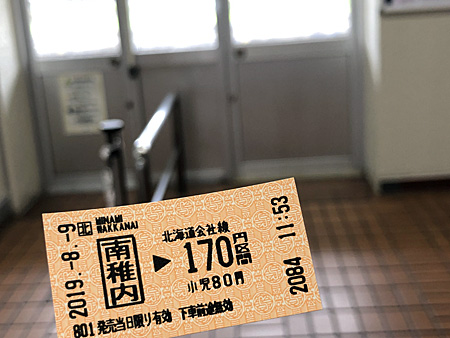 2019.-8.-9
MINAMI
WAKKANAI
南稚内
▶
北海道会社線
170円区間
小児80円
2084 11:53
801 発売当日限り有効 下車前途無効